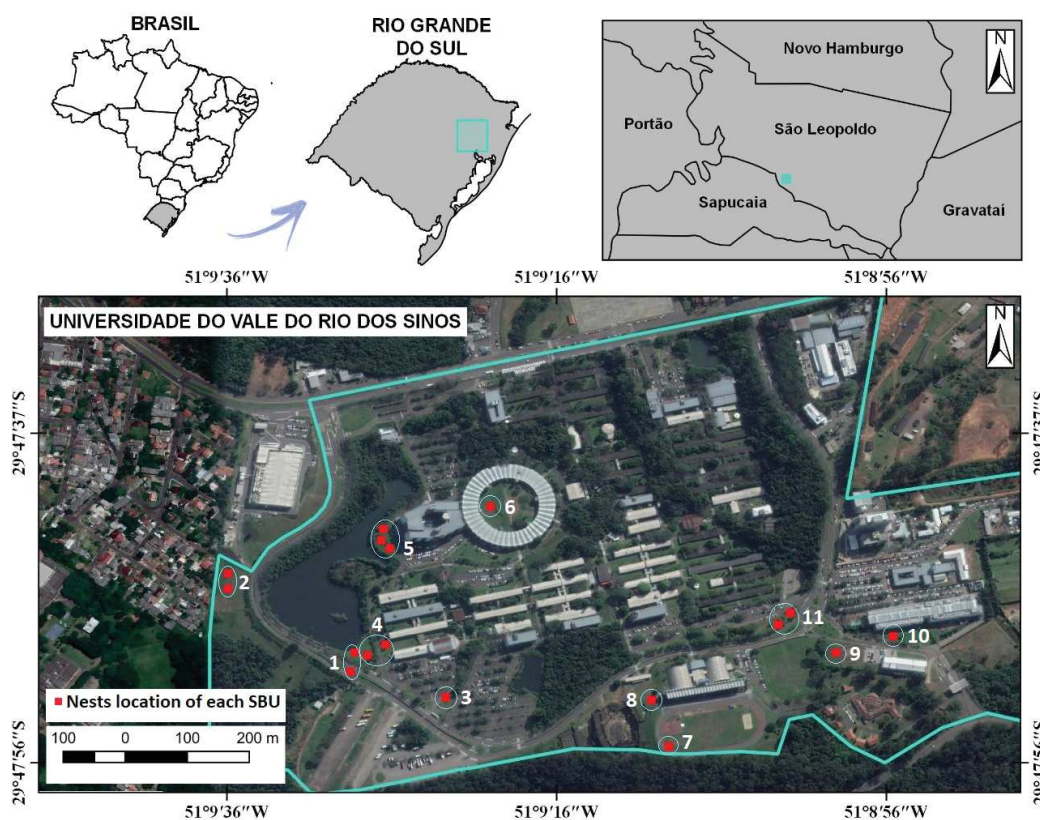 BRASIL
RIO GRANDE
DO SUL
N
Novo Hamburgo
Portão
São Leopoldo
Sapucaia
Gravataí
51°9′36″W
51°9′16″W
51°8′56″W
UNIVERSIDADE DO VALE DO RIO DOS SINOS
N
29°47′37″S
29°47′37″S
6
5
2
4
11
1
10
9
3
8
7
Nests location of each SBU
100 0 100 200 m
29°47′56″S
29°47′56″S
51°9′36″W
51°9′16″W
51°8′56″W